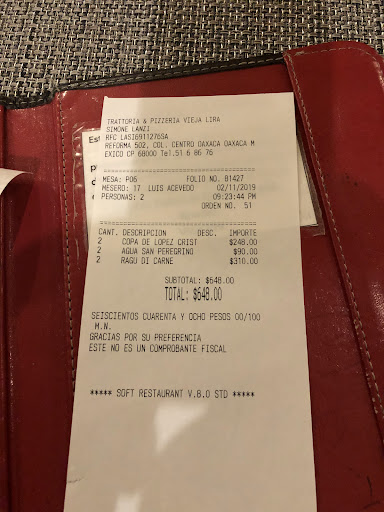 TRATTORIA & PIZZERIA VIEJA LIRA
SIMONE LANZI
RFC LASI6911276SA
REFORMA 502, COL. CENTRO OAXACA OAXACA M
EXICO CP 68000 Tel.51 6 86 76
Est
MESA: P06 FOLIO NO. 81427
MESERO: 17 LUIS ACEVEDO 02/11/2019
PERSONAS: 2 09:23:44 PM
ORDEN NO. 51
CANT. DESCRIPCION DESC. IMPORTE
2 COPA DE LOPEZ CRIST $248.00
2 AGUA SAN PEREGRINO $90.00
2 RAGU DI CARNE $310.00
SUBTOTAL: $648.00
TOTAL: $648.00
SEISCIENTOS CUARENTA Y OCHO PESOS 00/100
M.N.
GRACIAS POR SU PREFERENCIA
ESTE NO ES UN COMPROBANTE FISCAL
***** SOFT RESTAURANT V.8.0 STD *****